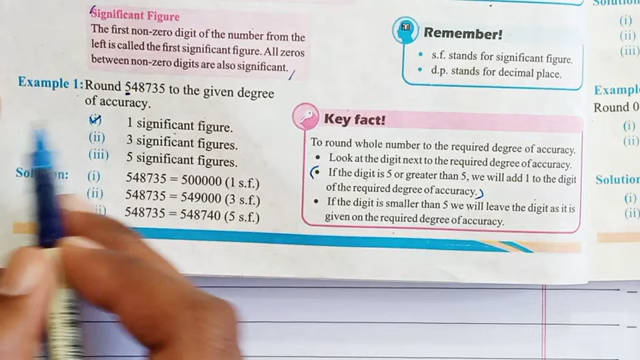 Significant Figure
The first non-zero digit of the number from the
left is called the first significant figure. All zeros
between non-zero digits are also significant.
Remember!
• s.f. stands for significant figure.
• d.p. stands for decimal place.
Example 1: Round 548735 to the given degree
of accuracy.
(i) 1 significant figure.
(ii) 3 significant figures.
(iii) 5 significant figures.
(i) 548735 = 500000 (1 s.f.)
(ii) 548735 = 549000 (3 s.f.)
548735 = 548740 (5 s.f.)
Key fact!
To round whole number to the required degree of accuracy.
• Look at the digit next to the required degree of accuracy.
• If the digit is 5 or greater than 5, we will add 1 to the digit
of the required degree of accuracy.
• If the digit is smaller than 5 we will leave the digit as it is
given on the required degree of accuracy.
(i)
(ii)
(iii)
Round
(i)
(ii)
Solution
(i)
(ii)